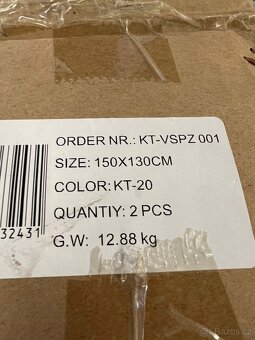 ORDER NR.: KT-VSPZ 001
SIZE: 150X130CM
COLOR: KT-20
QUANTIY: 2 PCS
G.W: 12.88 kg
32431